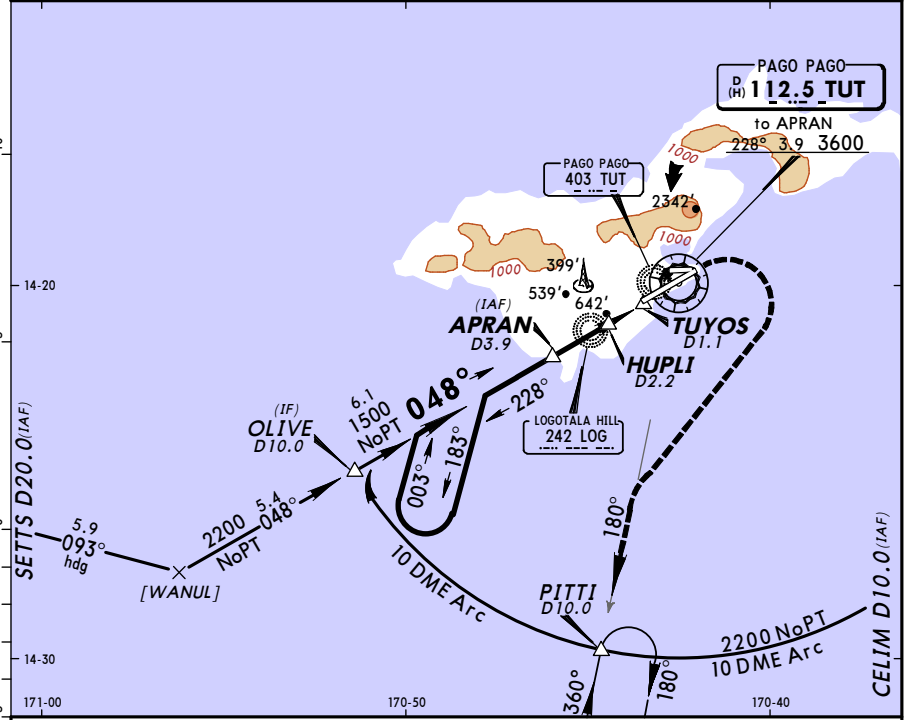 PAGO PAGO
D
(H) 112.5 TUT
to APRAN
228° 3.9 3600
1000
PAGO PAGO
403 TUT
2342'
1000
1000
399'
539'
642'
14-20
(IAF)
APRAN
D3.9
TUYOS
D1.1
HUPLI
D2.2
6.1
1500
NoPT
048°
228°
(IF)
OLIVE
D10.0
LOGOTALA HILL
242 LOG
183°
003°
SETTS D20.0(IAF)
5.9
093°
hdg
2200 5.4
NoPT 048°
[WANUL]
180°
10 DME Arc
PITTI
D10.0
2200 NoPT
10 DME Arc
CELIM D10.0(IAF)
14-30
360°
180°
171-00
170-50
170-40